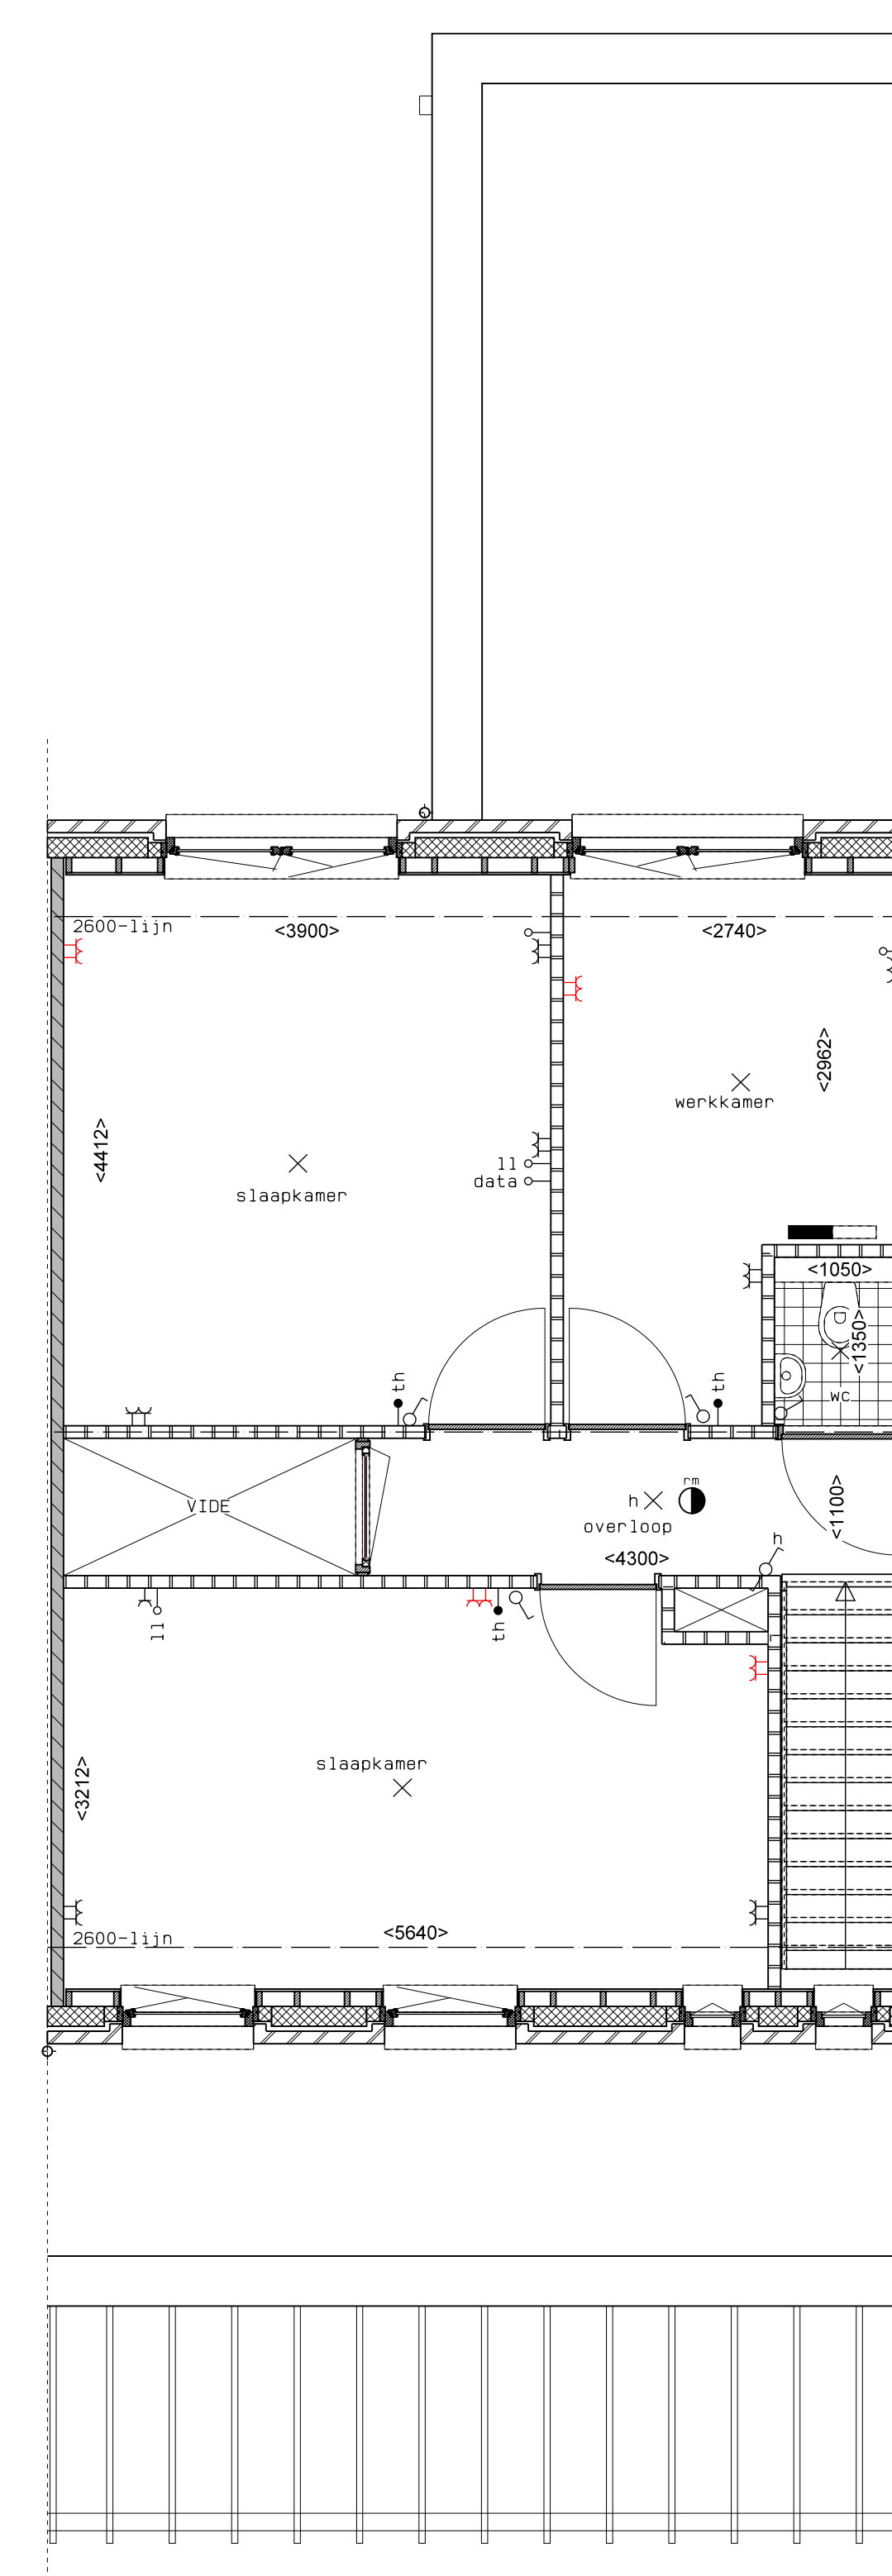 2600-lijn
<3900>
<2740>
<2962>
werkkamer
<4412>
ll
data
slaapkamer
<1050>
<1350>
th
th
wc
rm
VIDE
h
overloop
<1100>
<4300>
h
ll
th
slaapkamer
<3212>
<5640>
2600-lijn